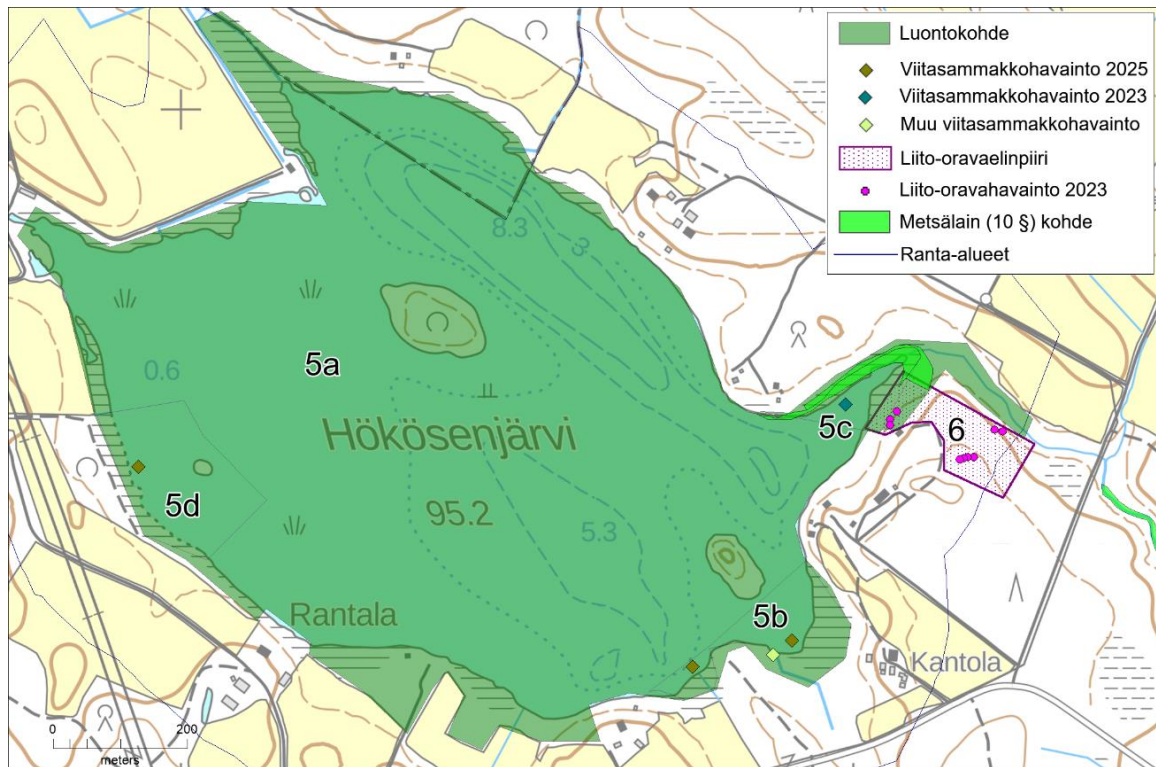 Luontokohde
Viitasammakkohavainto 2025
Viitasammakkohavainto 2023
Muu viitasammakkohavainto
Liito-oravaelinpiiri
Liito-oravahavainto 2023
Metsälain (10 §) kohde
Ranta-alueet
8.3
3
5a
0.6
Hökösenjärvi
5c
6
95.2
5d
5.3
5b
Rantala
Kantola
0 200
meters